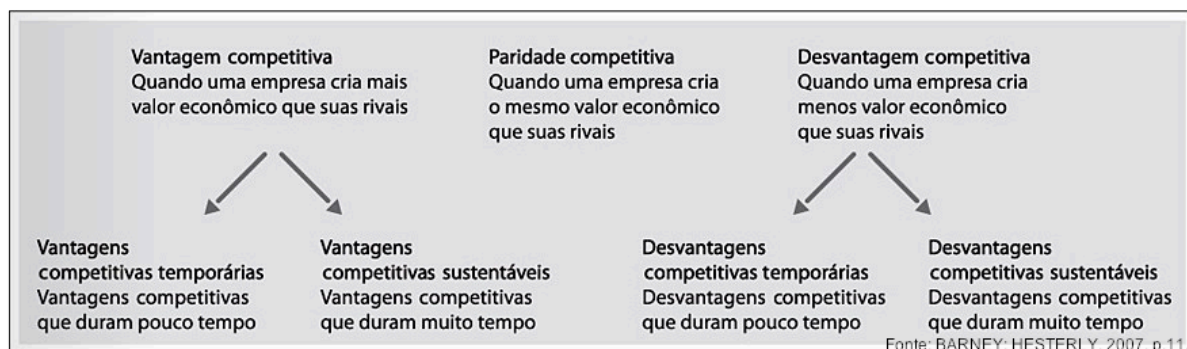 Vantagem competitiva
Quando uma empresa cria mais
valor econômico que suas rivais
Paridade competitiva
Quando uma empresa cria
o mesmo valor econômico
que suas rivais
Desvantagem competitiva
Quando uma empresa cria
menos valor econômico
que suas rivais
Vantagens
competitivas temporárias
Vantagens competitivas
que duram pouco tempo
Vantagens
competitivas sustentáveis
Vantagens competitivas
que duram muito tempo
Desvantagens
competitivas temporárias
Desvantagens competitivas
que duram pouco tempo
Desvantagens
competitivas sustentáveis
Desvantagens competitivas
que duram muito tempo
Fonte: BARNEY; HESTERLY, 2007, p.11